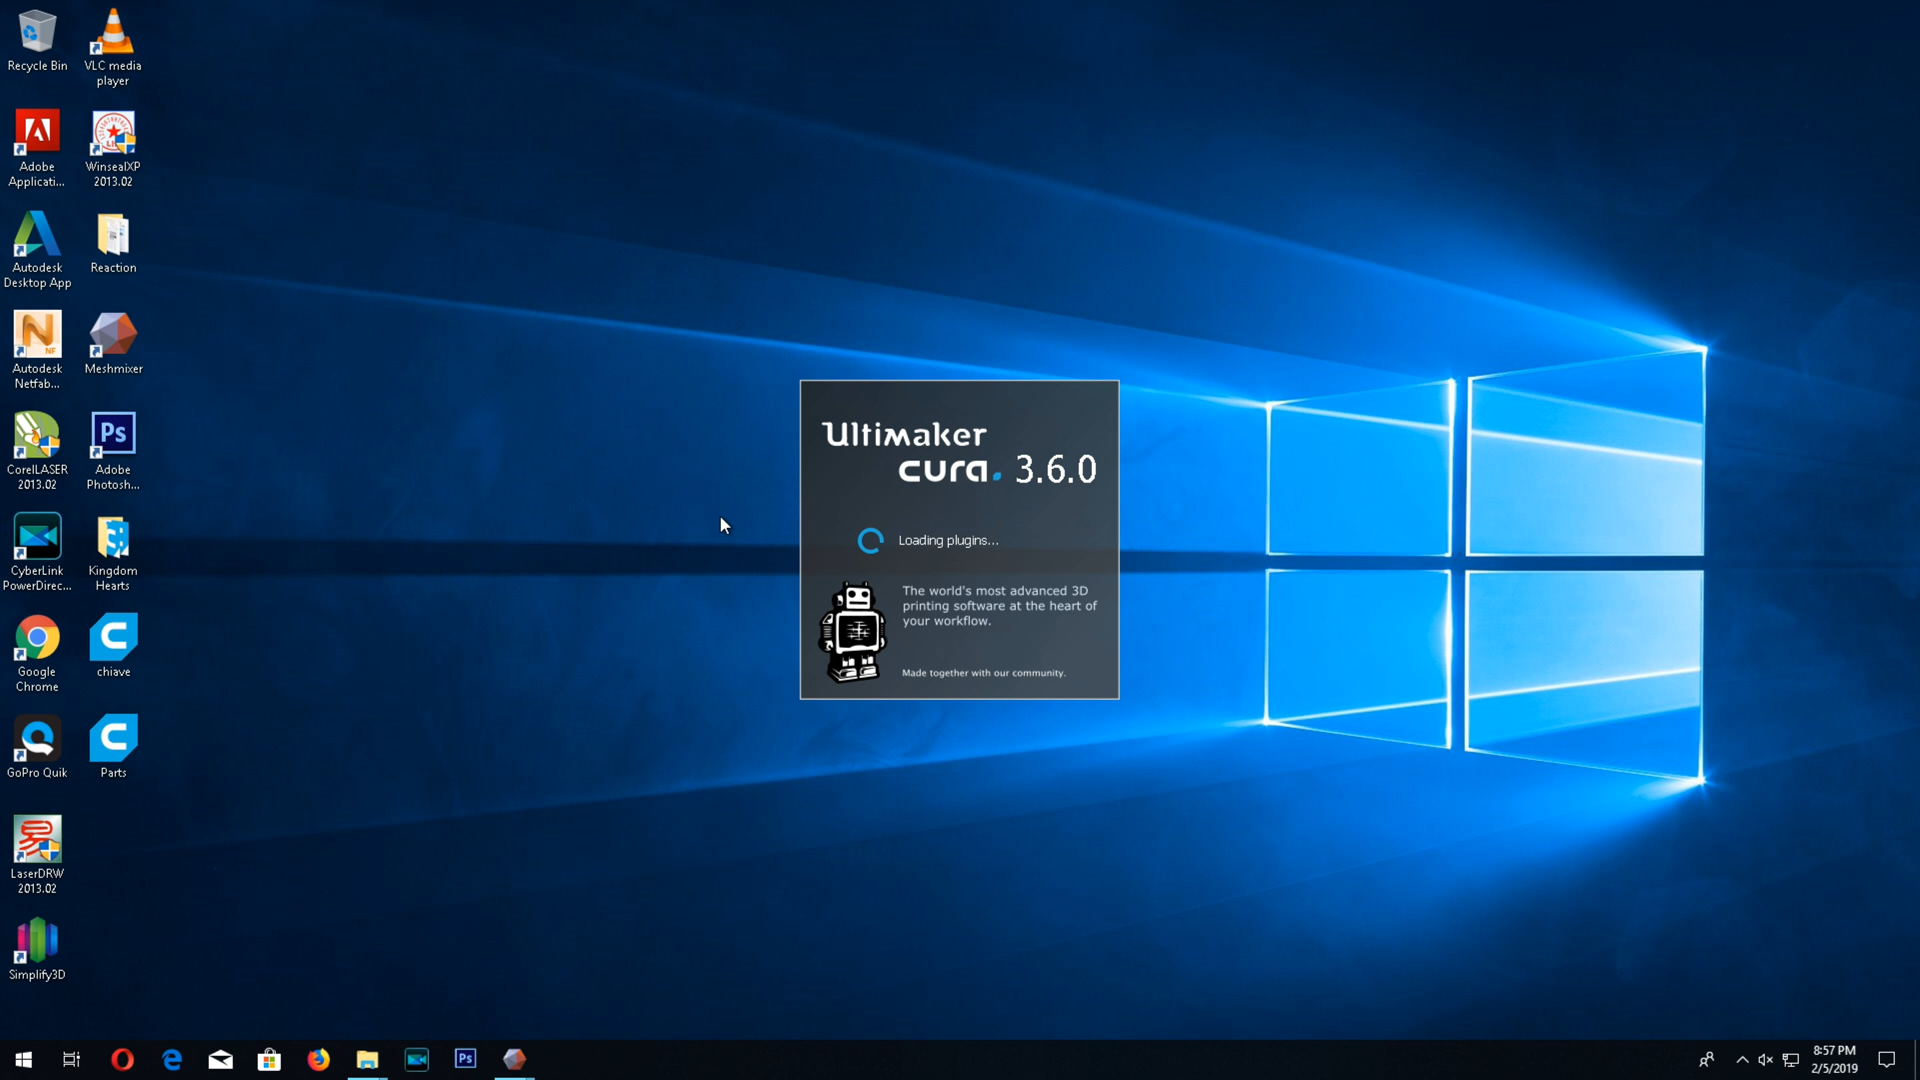 Recycle Bin
VLC media
player
Adobe
Applicati...
WinsealXP
2013.02
Autodesk
Desktop App
Reaction
Autodesk
Netfab...
Meshmixer
CorelLASER
2013.02
Ps
Adobe
Photosh...
CyberLink
PowerDirec...
Kingdom
Hearts
Google
Chrome
chiave
GoPro Quik
Parts
LaserDRW
2013.02
Simplify3D
Ultimaker
cura. 3.6.0
Loading plugins...
The world's most advanced 3D
printing software at the heart of
your workflow.
Made together with our community.
Ps
8:57 PM
2/5/2019